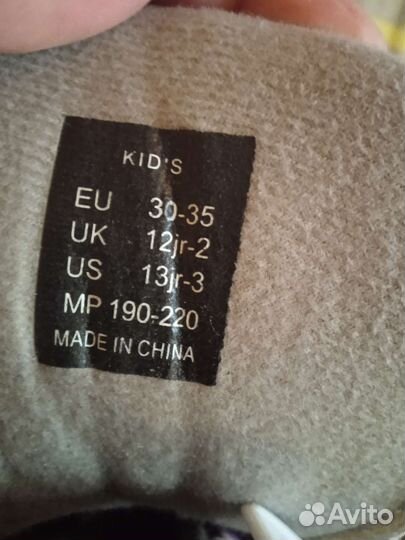 KID'S
EU 30-35
UK 12jr-2
US 13jr-3
MP 190-220
MADE IN CHINA
Avito